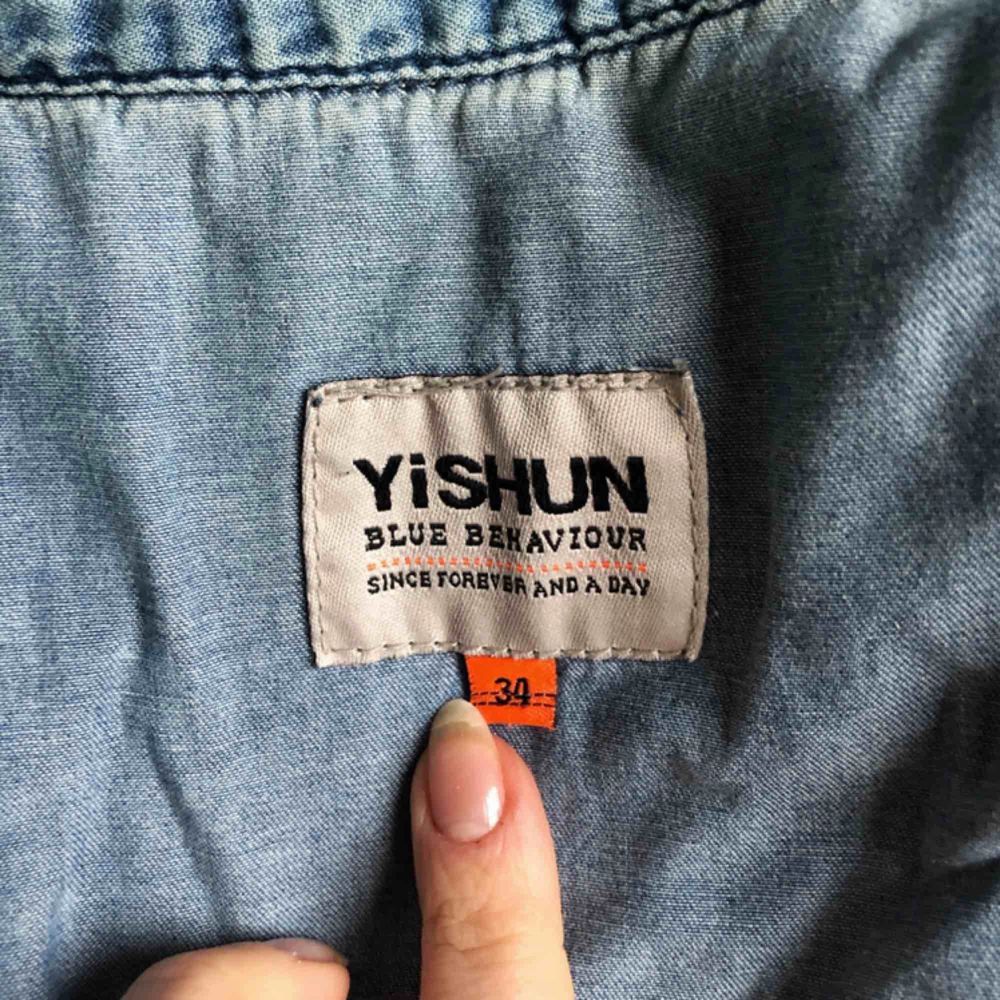 YiSHUN
BLUE BEHAVIOUR
SINCE FOREVER AND A DAY
34